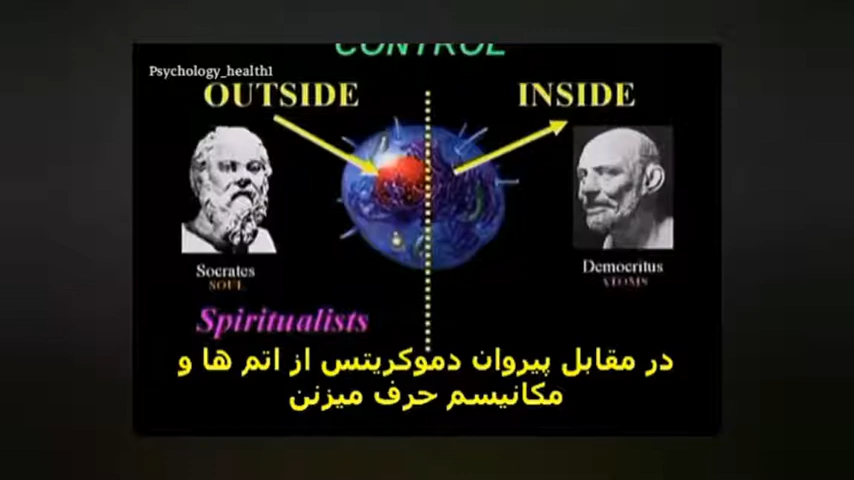 CONTROL
Psychology_health1
OUTSIDE
INSIDE
Socrates
SOUL
Democritus
ATOMS
Spiritualists
در مقابل پیروان دموکریتس از اتم ها و
مکانیسم حرف میزنن